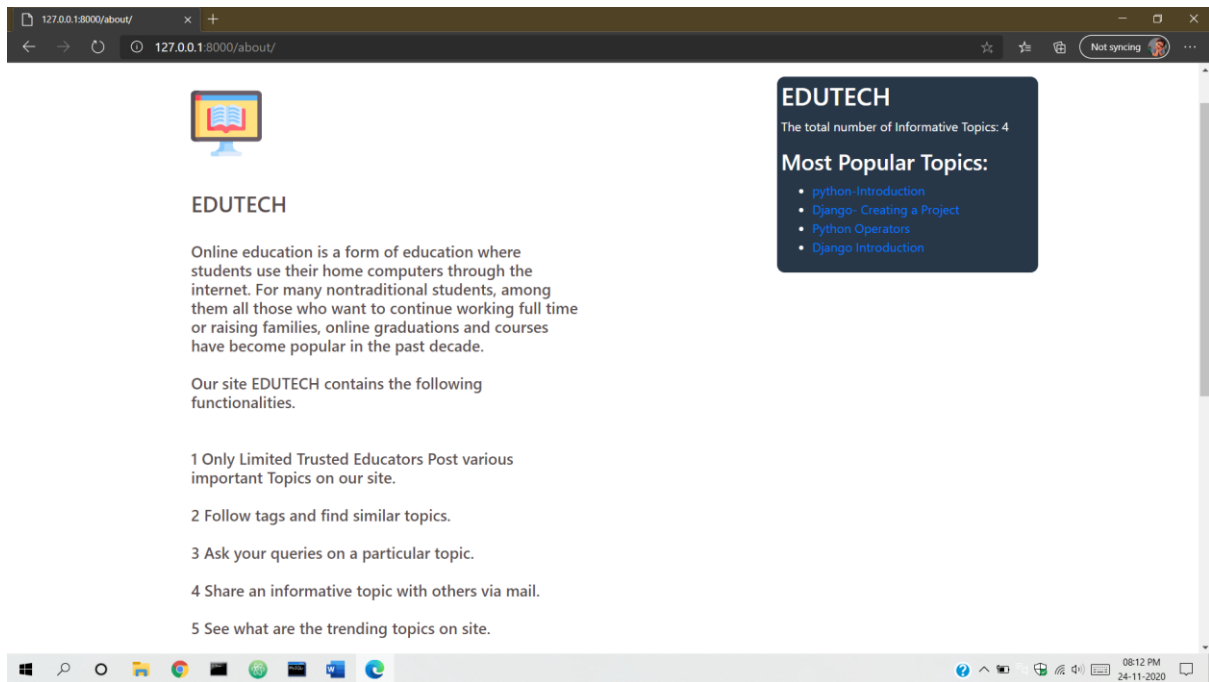 127.0.0.1:8000/about/
127.0.0.1:8000/about/
Not syncing
EDUTECH
Online education is a form of education where
students use their home computers through the
internet. For many nontraditional students, among
them all those who want to continue working full time
or raising families, online graduations and courses
have become popular in the past decade.
Our site EDUTECH contains the following
functionalities.
1 Only Limited Trusted Educators Post various
important Topics on our site.
2 Follow tags and find similar topics.
3 Ask your queries on a particular topic.
4 Share an informative topic with others via mail.
5 See what are the trending topics on site.
EDUTECH
The total number of Informative Topics: 4
Most Popular Topics:
python-Introduction
Django- Creating a Project
Python Operators
Django Introduction
08:12 PM
24-11-2020